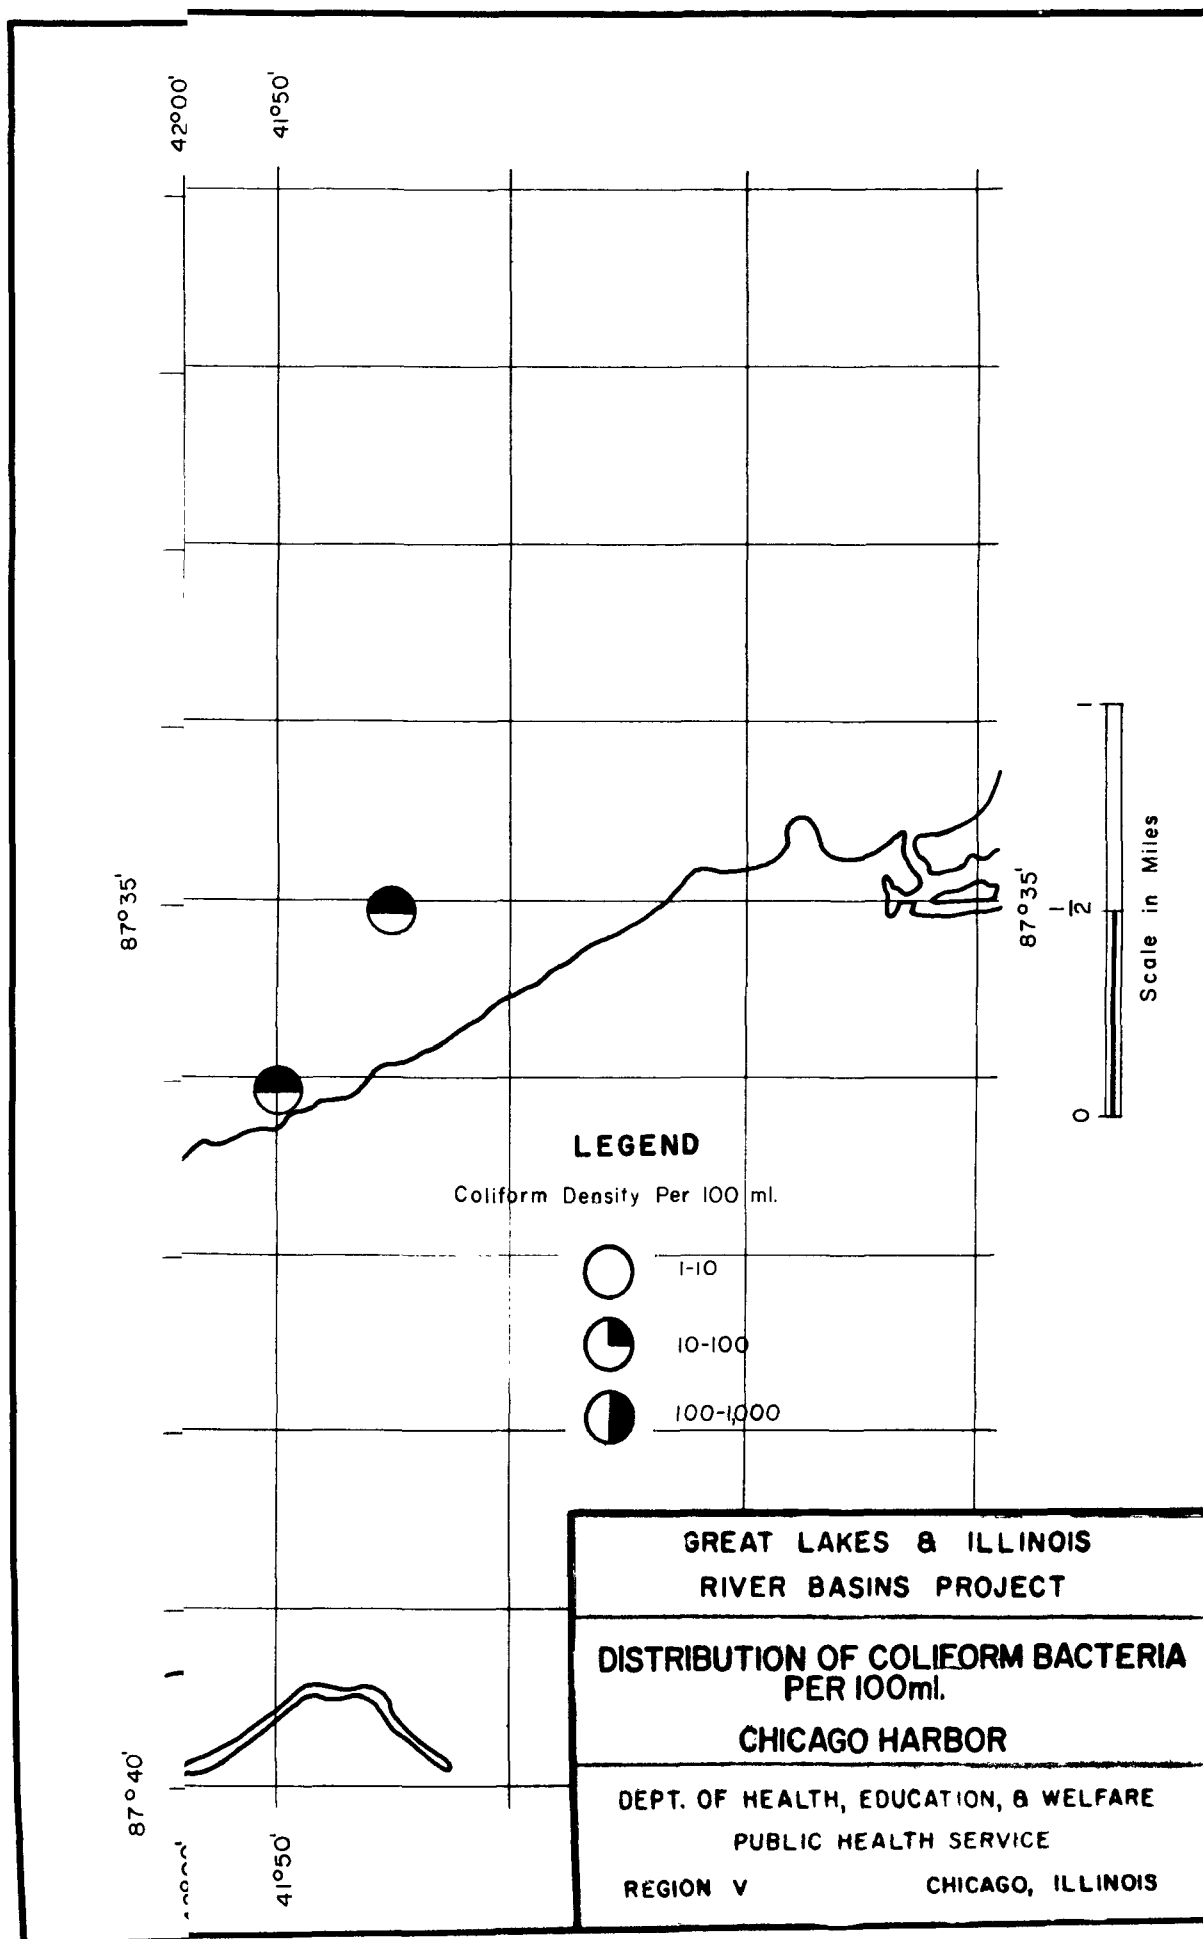 42°00'
41°50'
87°35'
87°35'
1
1/2
0
Scale in Miles
LEGEND
Coliform Density Per 100 ml.
1-10
10-100
100-1,000
87°40'
41°50'
GREAT LAKES & ILLINOIS
RIVER BASINS PROJECT
DISTRIBUTION OF COLIFORM BACTERIA
PER 100ml.
CHICAGO HARBOR
DEPT. OF HEALTH, EDUCATION, & WELFARE
PUBLIC HEALTH SERVICE
REGION V CHICAGO, ILLINOIS